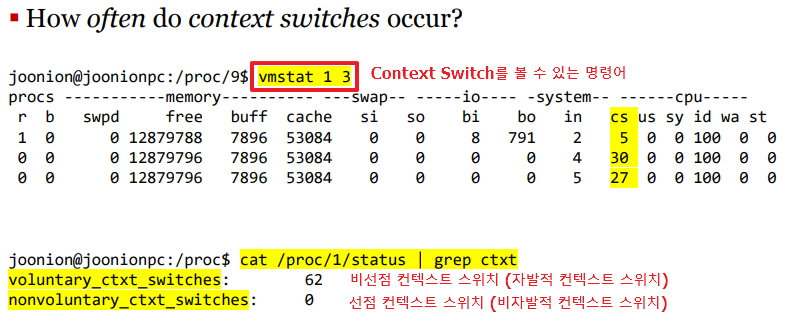 ▪ How often do context switches occur?
joonion@joonionpc:/proc/9$ vmstat 1 3 Context Switch를 볼 수 있는 명령어
procs -----------memory---------- ---swap-- -----io---- -system-- ------cpu-----
r b swpd free buff cache si so bi bo in cs us sy id wa st
1 0 0 12879788 7896 53084 0 0 8 791 2 5 0 0 100 0 0
0 0 0 12879796 7896 53084 0 0 0 0 4 30 0 0 100 0 0
0 0 0 12879796 7896 53084 0 0 0 0 5 27 0 0 100 0 0
joonion@joonionpc:/proc$ cat /proc/1/status | grep ctxt
voluntary_ctxt_switches: 62 비선점 컨텍스트 스위치 (자발적 컨텍스트 스위치)
nonvoluntary_ctxt_switches: 0 선점 컨텍스트 스위치 (비자발적 컨텍스트 스위치)